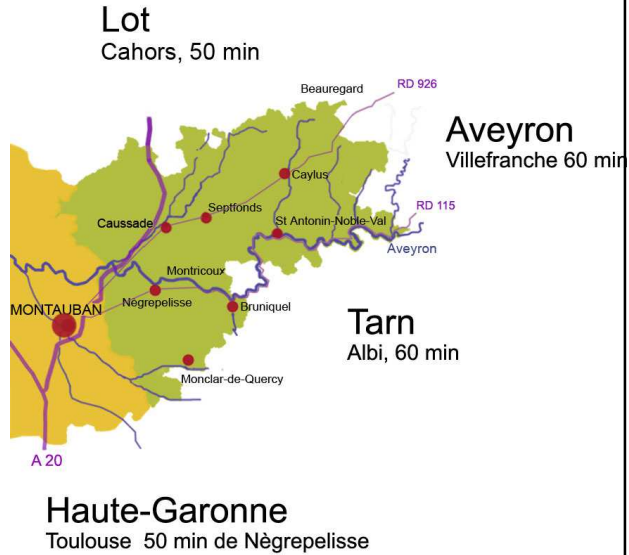 Lot
Cahors, 50 min
Beauregard
RD 926
Aveyron
Villefranche 60 min
Caylus
Septfonds
Caussade
St Antonin-Noble-Val
RD 115
Aveyron
Montricoux
Nègrepelisse
MONTAUBAN
Bruniquel
Tarn
Albi, 60 min
Monclar-de-Quercy
A 20
Haute-Garonne
Toulouse 50 min de Nègrepelisse